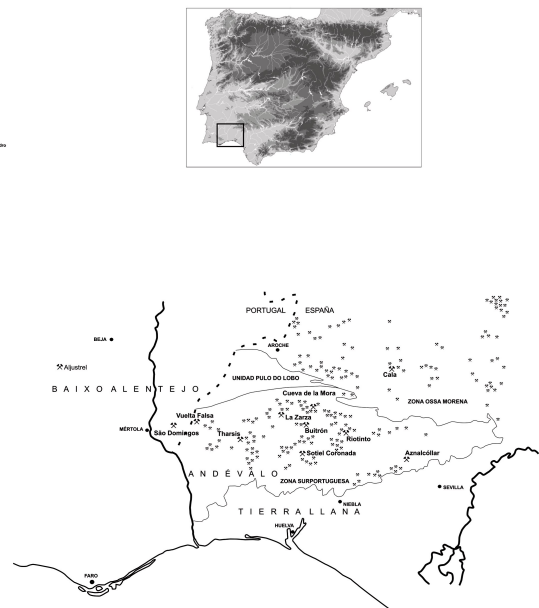 PORTUGAL ESPAÑA
BEJA
AROCHE
Aljustrel
UNIDAD PULO DO LOBO
Cala
BAIXO ALENTEJO
Cueva de la Mora
ZONA OSSA MORENA
Vuelta Falsa
La Zarza
MÉRTOLA
São Domingos
Tharsis
Buitrón
Riotinto
Sotiel Coronada
Aznalcóllar
ANDÉVALO
ZONA SURPORTUGUESA
SEVILLA
NIEBLA
TIERRA LLANA
HUELVA
FARO